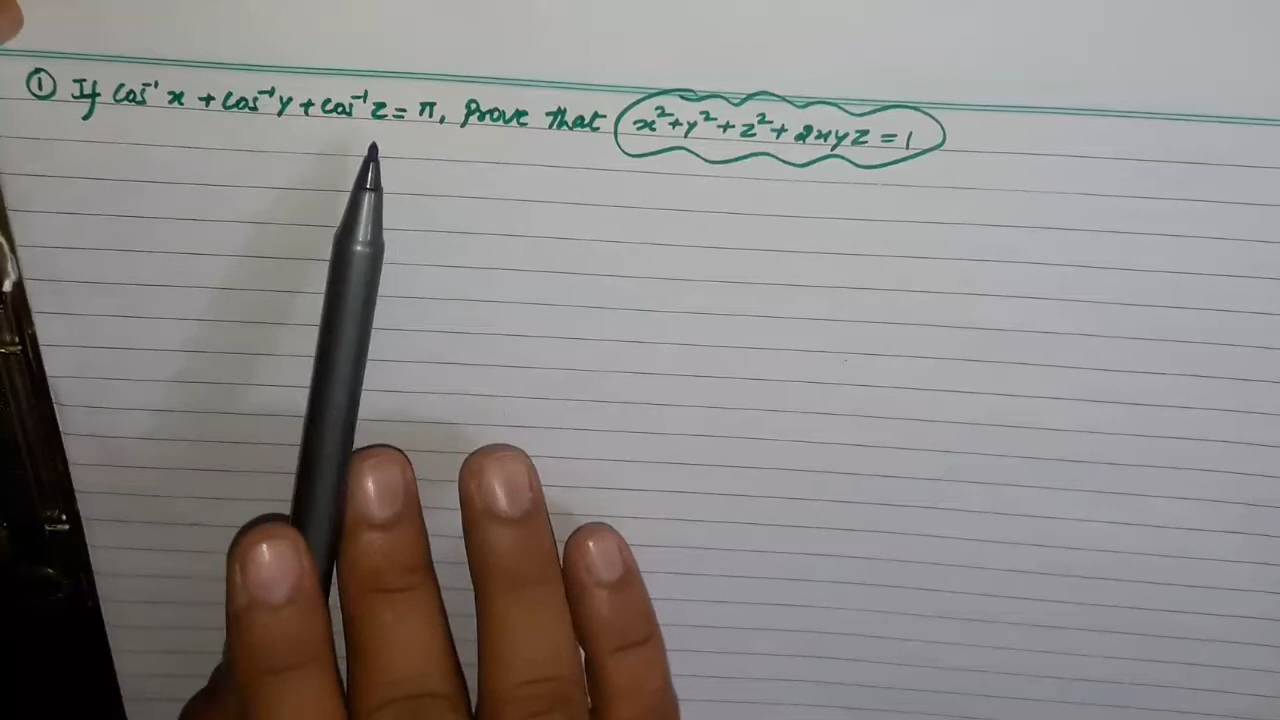 ① If cos⁻¹x + cos⁻¹y + cos⁻¹z = π, prove that x² + y² + z² + 2xyz = 1